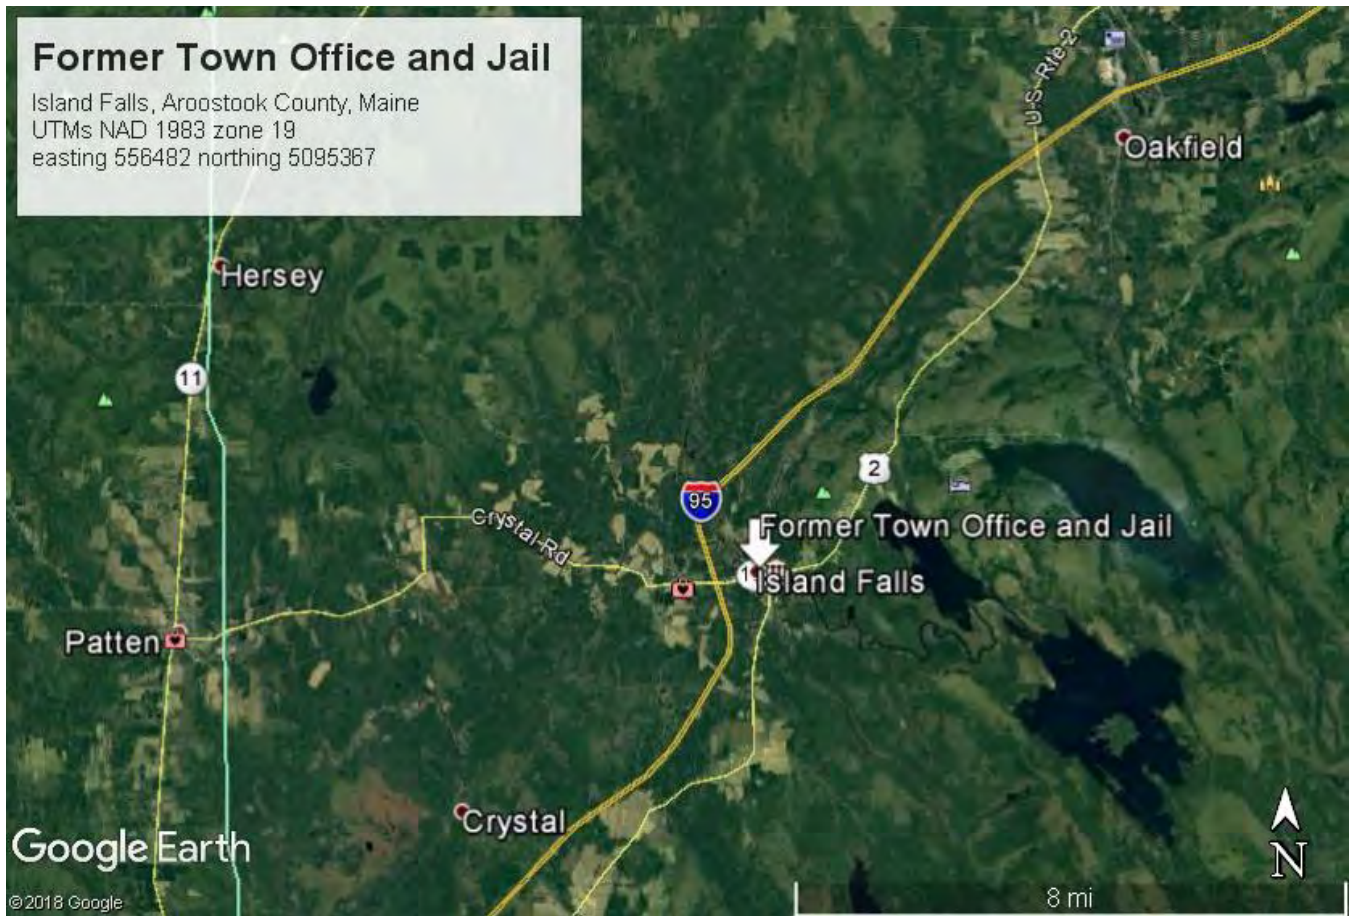 Former Town Office and Jail
Island Falls, Aroostook County, Maine
UTMs NAD 1983 zone 19
easting 556482 northing 5095367
U.S. Rte 2
Oakfield
Hersey
11
2
95
Crystal Rd
Former Town Office and Jail
1
Island Falls
Patten
Crystal
Google Earth
N
©2018 Google
8 mi